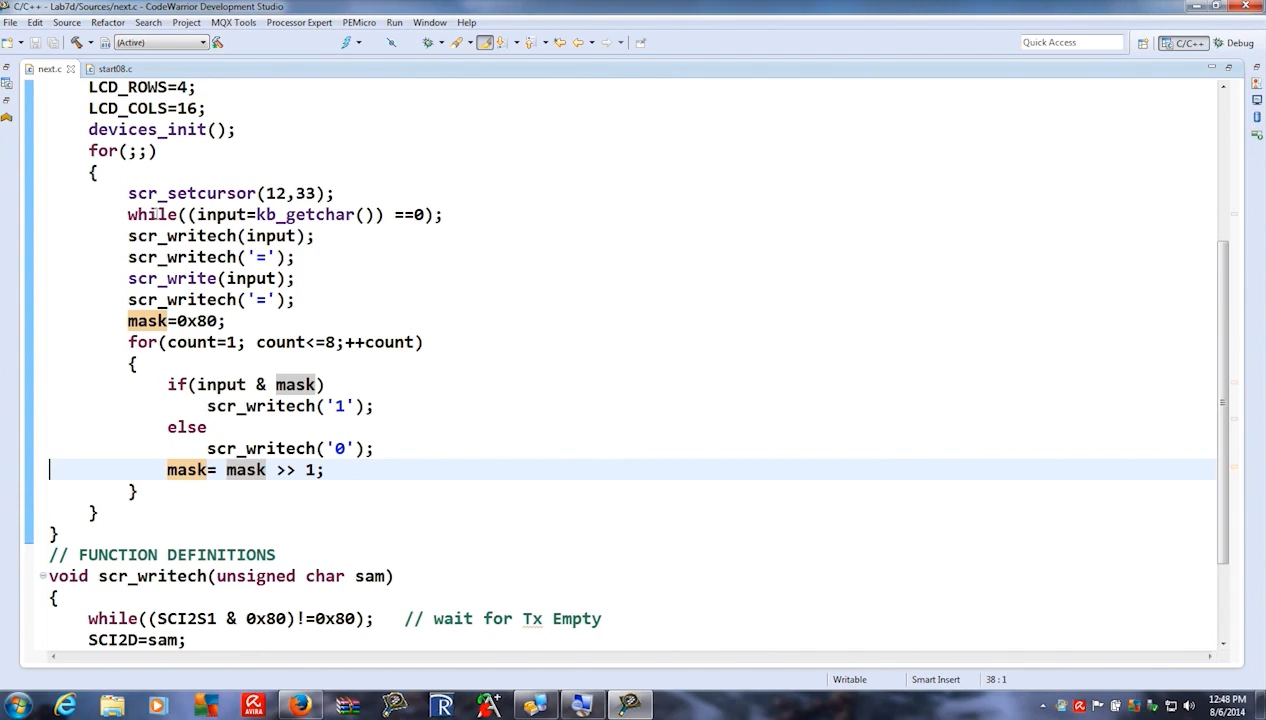 C/C++ - Lab7d/Sources/next.c - CodeWarrior Development Studio
File Edit Source Refactor Search Project MQX Tools Processor Expert PEMicro Run Window Help
(Active) Quick Access C/C++ Debug
next.c start08.c
LCD_ROWS=4;
LCD_COLS=16;
devices_init();
for(;;)
{
scr_setcursor(12,33);
while((input=kb_getchar()) ==0);
scr_writech(input);
scr_writech('=');
scr_write(input);
scr_writech('=');
mask=0x80;
for(count=1; count<=8;++count)
{
if(input & mask)
scr_writech('1');
else
scr_writech('0');
mask= mask >> 1;
}
}
}
// FUNCTION DEFINITIONS
void scr_writech(unsigned char sam)
{
while((SCI2S1 & 0x80)!=0x80); // wait for Tx Empty
SCI2D=sam;
Writable Smart Insert 38 : 1
AVIRA
12:48 PM
8/6/2014